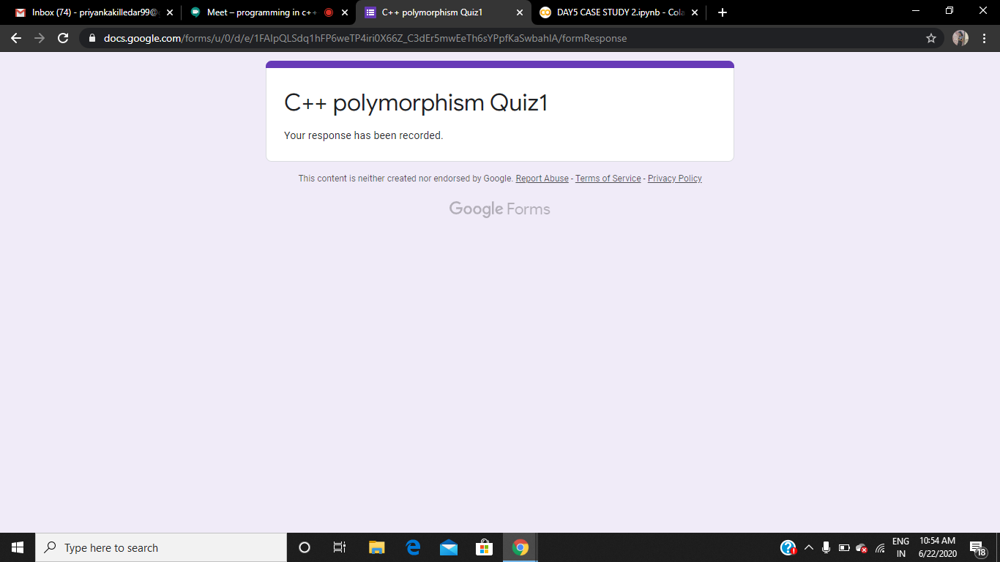 Inbox (74) - priyankakilledar99@
Meet – programming in c++
C++ polymorphism Quiz1
DAY5 CASE STUDY 2.ipynb - Cola
docs.google.com/forms/u/0/d/e/1FAIpQLSdq1hFP6weTP4iri0X66Z_C3dEr5mwEeTh6sYPpfKaSwbahIA/formResponse
C++ polymorphism Quiz1
Your response has been recorded.
This content is neither created nor endorsed by Google. Report Abuse - Terms of Service - Privacy Policy
Google Forms
Type here to search
ENG
IN
10:54 AM
6/22/2020
18